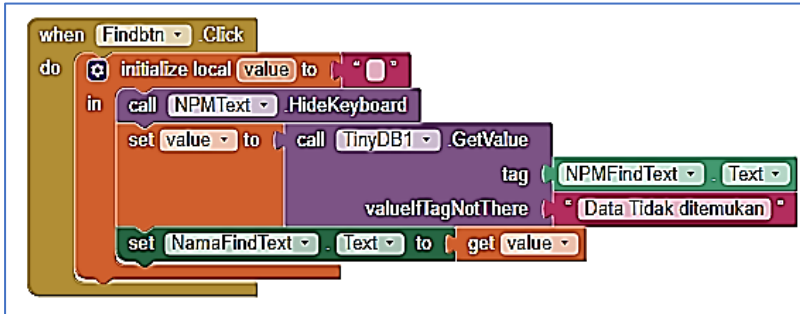 when Findbtn .Click
do initialize local value to " "
in call NPMText .HideKeyboard
set value to call TinyDB1 .GetValue
tag NPMFindText . Text
valueIfTagNotThere " Data Tidak ditemukan "
set NamaFindText . Text to get value